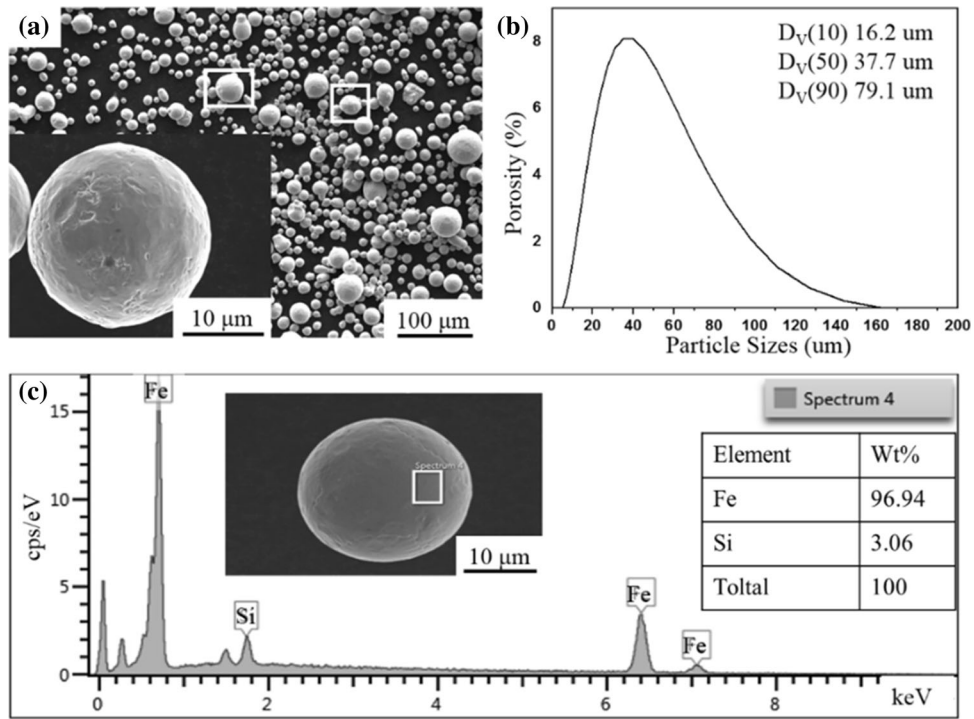 (a)
10 μm
100 μm
(b)
D_V(10) 16.2 um
D_V(50) 37.7 um
D_V(90) 79.1 um
Porosity (%)
8
6
4
2
0
0 20 40 60 80 100 120 140 160 180 200
Particle Sizes (um)
(c)
Fe
Spectrum 4
15
10
5
0
cps/eV
Spectrum 4
10 μm
Element Wt%
Fe 96.94
Si 3.06
Toltal 100
Si
Fe
Fe
0 2 4 6 8 keV